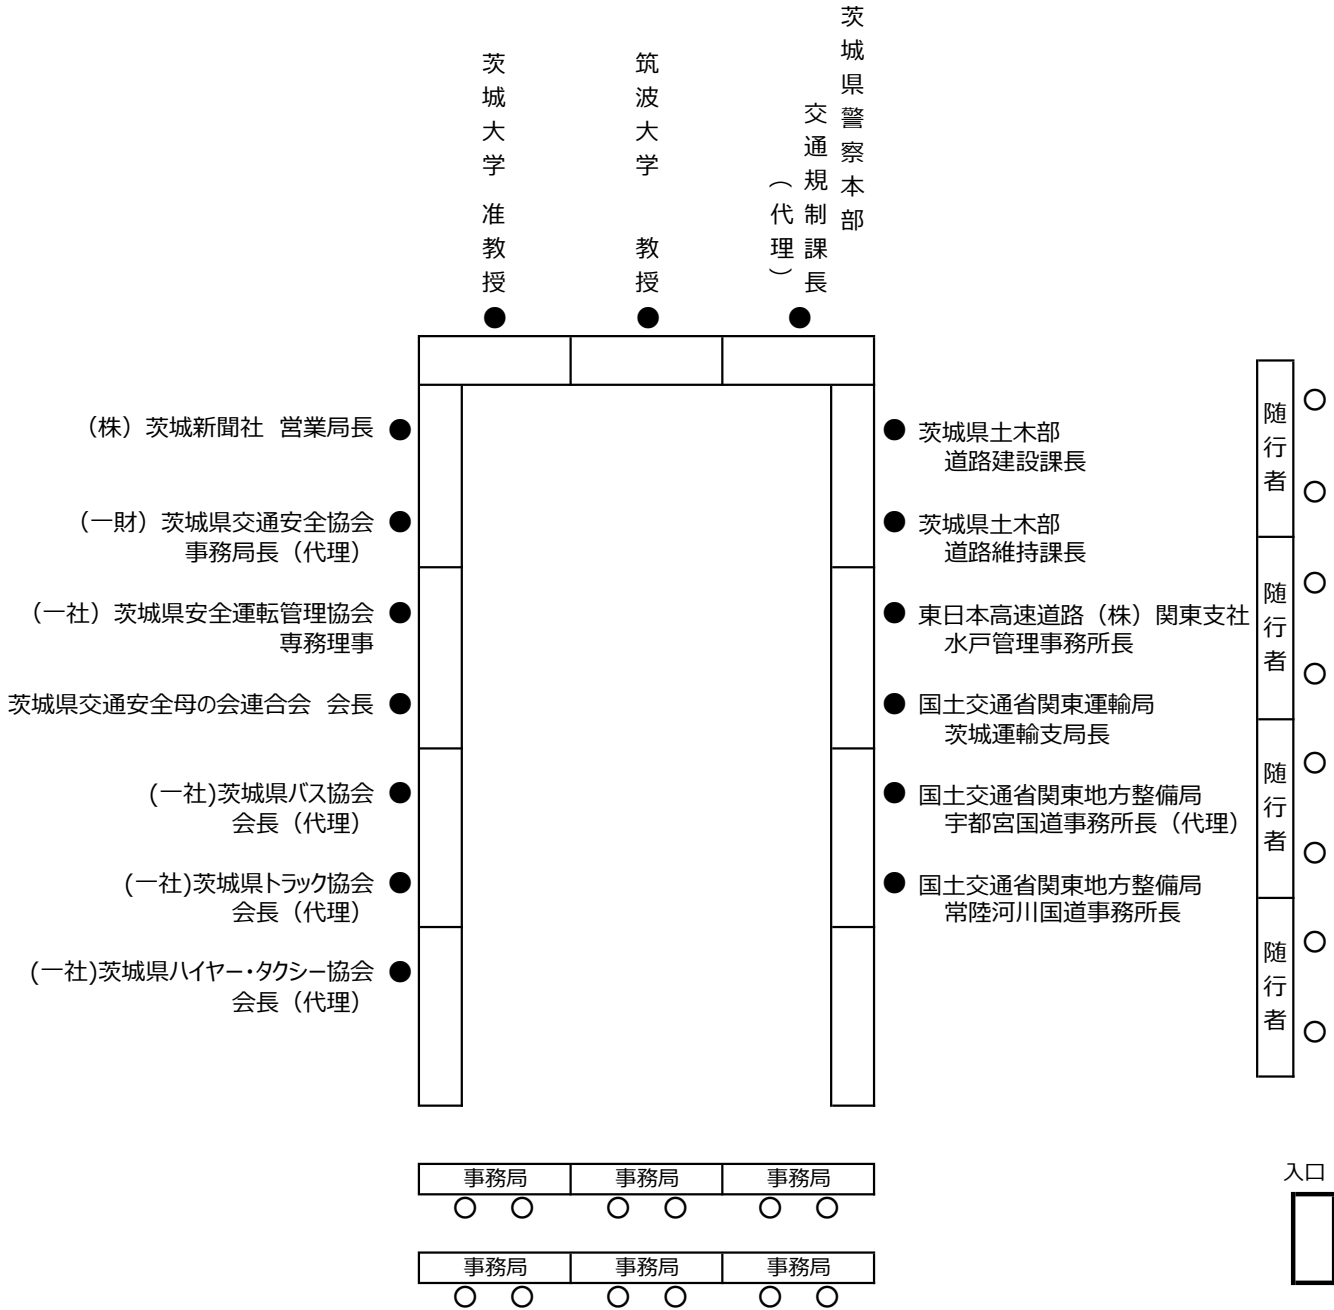 茨城県警察本部
交通規制課長
（代理）
筑波大学　教授
茨城大学 准教授
（株）茨城新聞社 営業局長
（一財）茨城県交通安全協会
事務局長（代理）
（一社）茨城県安全運転管理協会
専務理事
茨城県交通安全母の会連合会 会長
(一社)茨城県バス協会
会長（代理）
(一社)茨城県トラック協会
会長（代理）
(一社)茨城県ハイヤー・タクシー協会
会長（代理）
茨城県土木部
道路建設課長
茨城県土木部
道路維持課長
東日本高速道路（株）関東支社
水戸管理事務所長
国土交通省関東運輸局
茨城運輸支局長
国土交通省関東地方整備局
宇都宮国道事務所長（代理）
国土交通省関東地方整備局
常陸河川国道事務所長
随行者
随行者
随行者
随行者
事務局
事務局
事務局
事務局
事務局
事務局
入口